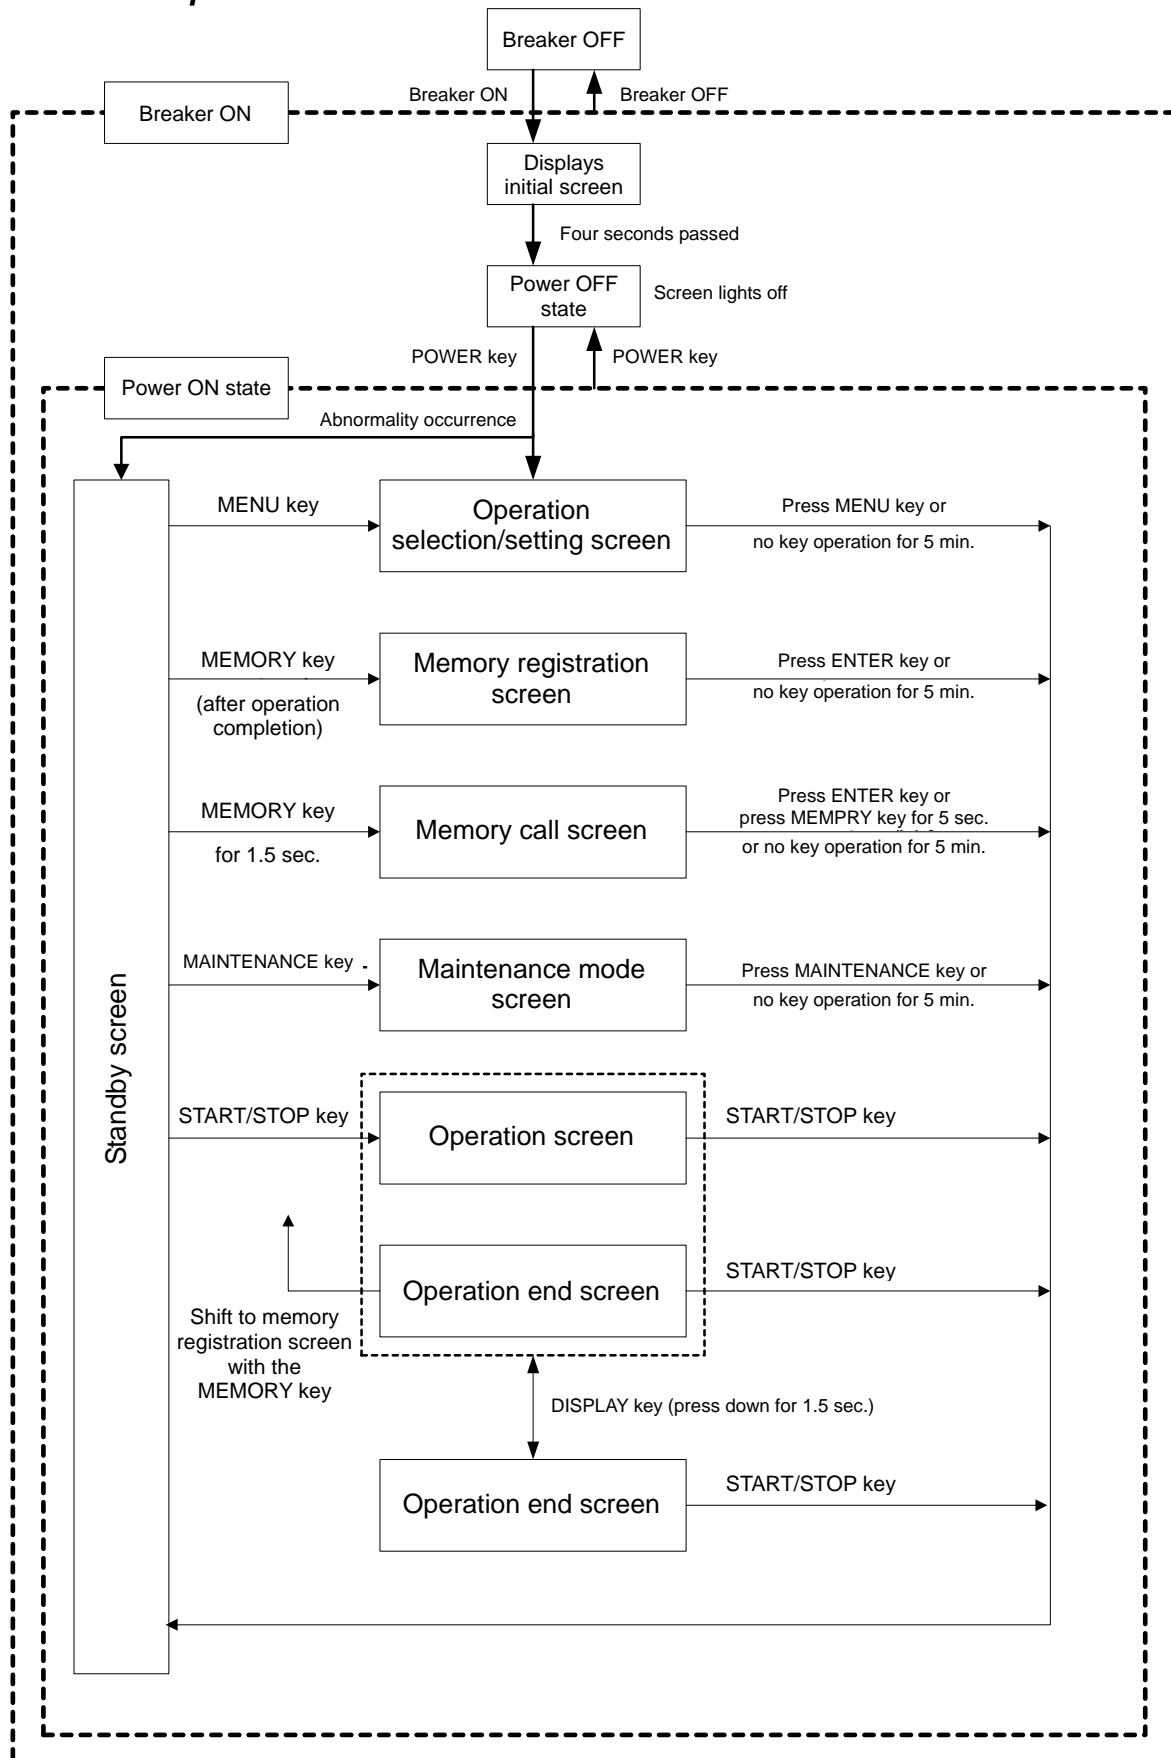 Breaker OFF
Breaker ON
Breaker OFF
Breaker ON
Displays
initial screen
Four seconds passed
Power OFF
state
Screen lights off
POWER key
POWER key
Power ON state
Abnormality occurrence
Standby screen
MENU key
Operation
selection/setting screen
Press MENU key or
no key operation for 5 min.
MEMORY key
(after operation
completion)
Memory registration
screen
Press ENTER key or
no key operation for 5 min.
MEMORY key
for 1.5 sec.
Memory call screen
Press ENTER key or
press MEMPRY key for 5 sec.
or no key operation for 5 min.
MAINTENANCE key
Maintenance mode
screen
Press MAINTENANCE key or
no key operation for 5 min.
START/STOP key
Operation screen
START/STOP key
Operation end screen
START/STOP key
Shift to memory
registration screen
with the
MEMORY key
DISPLAY key (press down for 1.5 sec.)
Operation end screen
START/STOP key